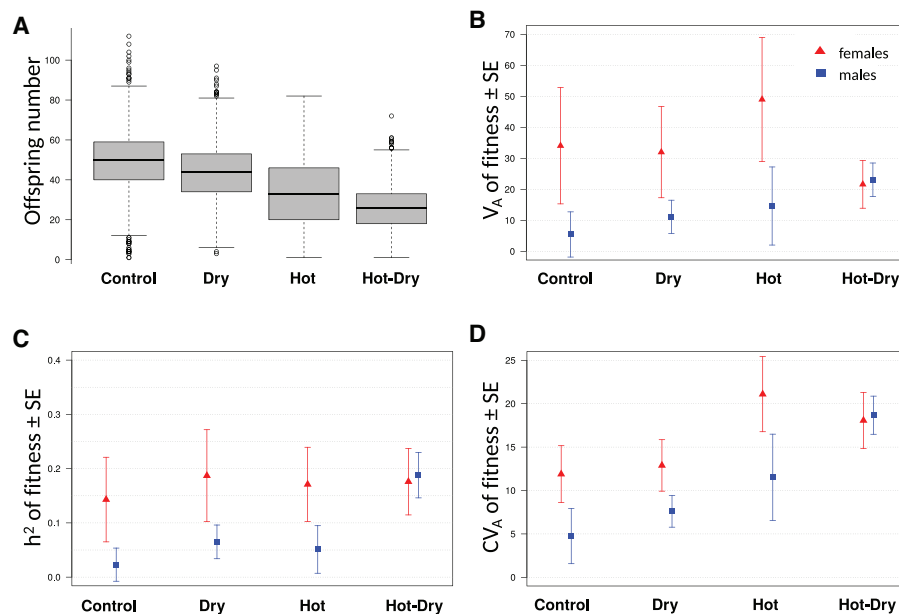 A
Offspring number
100
80
60
40
20
0
Control Dry Hot Hot-Dry
B
V_A of fitness ± SE
70
60
50
40
30
20
10
0
females
males
Control Dry Hot Hot-Dry
C
h² of fitness ± SE
0.4
0.3
0.2
0.1
0.0
Control Dry Hot Hot-Dry
D
CV_A of fitness ± SE
25
20
15
10
5
0
Control Dry Hot Hot-Dry